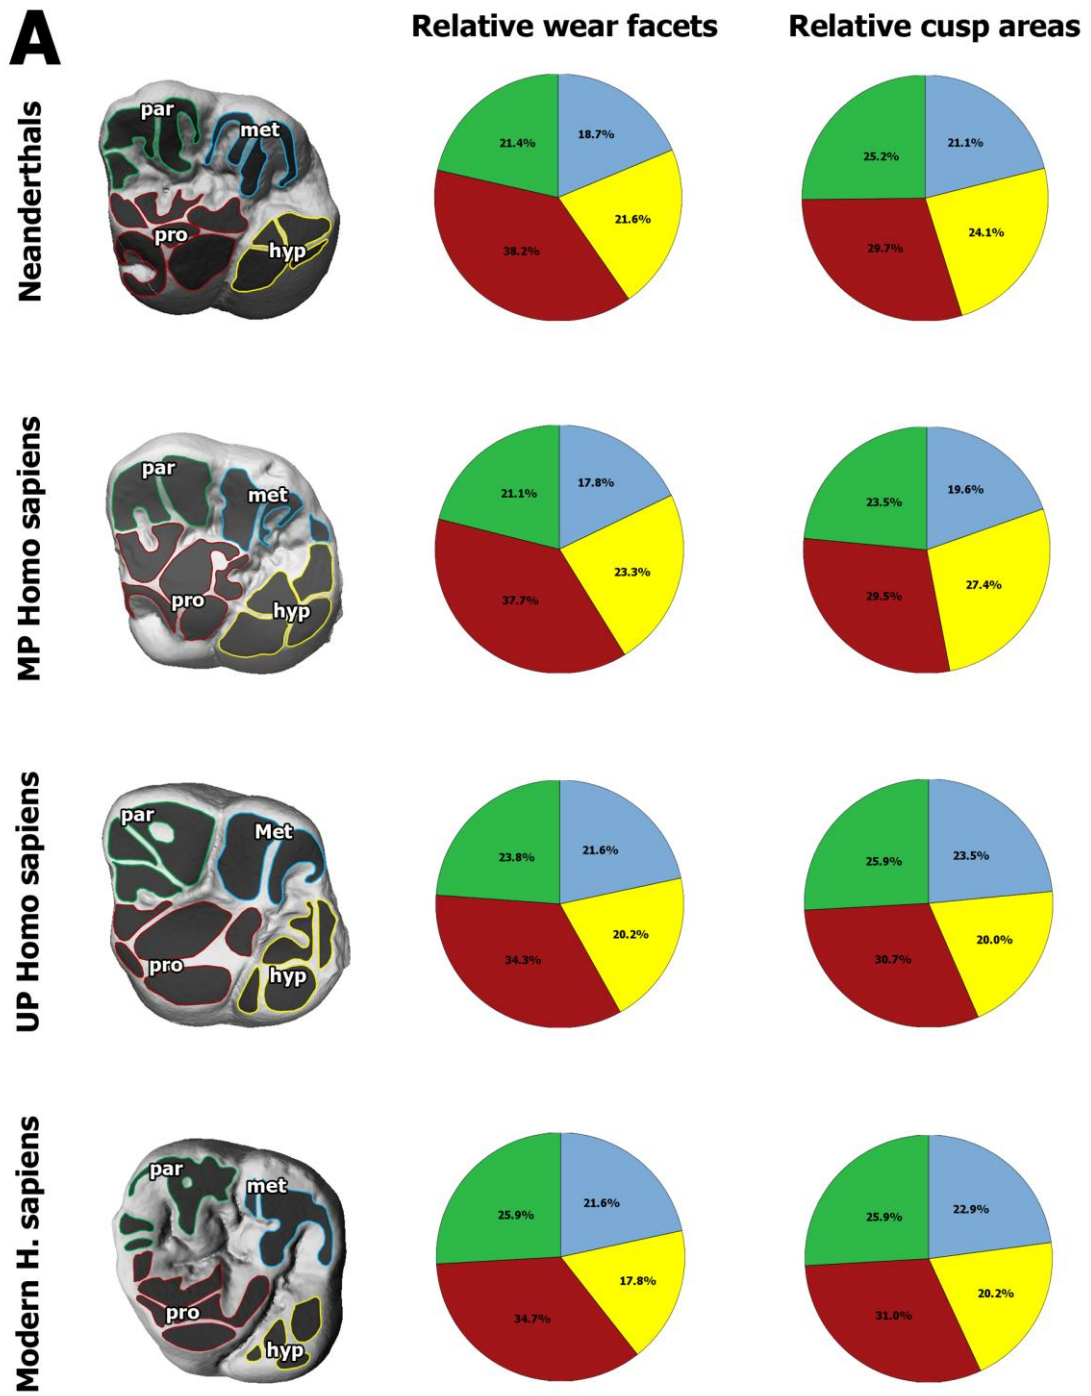 A
Relative wear facets
Relative cusp areas
Neanderthals
par
met
pro
hyp
21.4%
18.7%
38.2%
21.6%
25.2%
21.1%
29.7%
24.1%
MP Homo sapiens
par
met
pro
hyp
21.1%
17.8%
37.7%
23.3%
23.5%
19.6%
29.5%
27.4%
UP Homo sapiens
par
Met
pro
hyp
23.8%
21.6%
34.3%
20.2%
25.9%
23.5%
30.7%
20.0%
Modern H. sapiens
par
met
pro
hyp
25.9%
21.6%
34.7%
17.8%
25.9%
22.9%
31.0%
20.2%